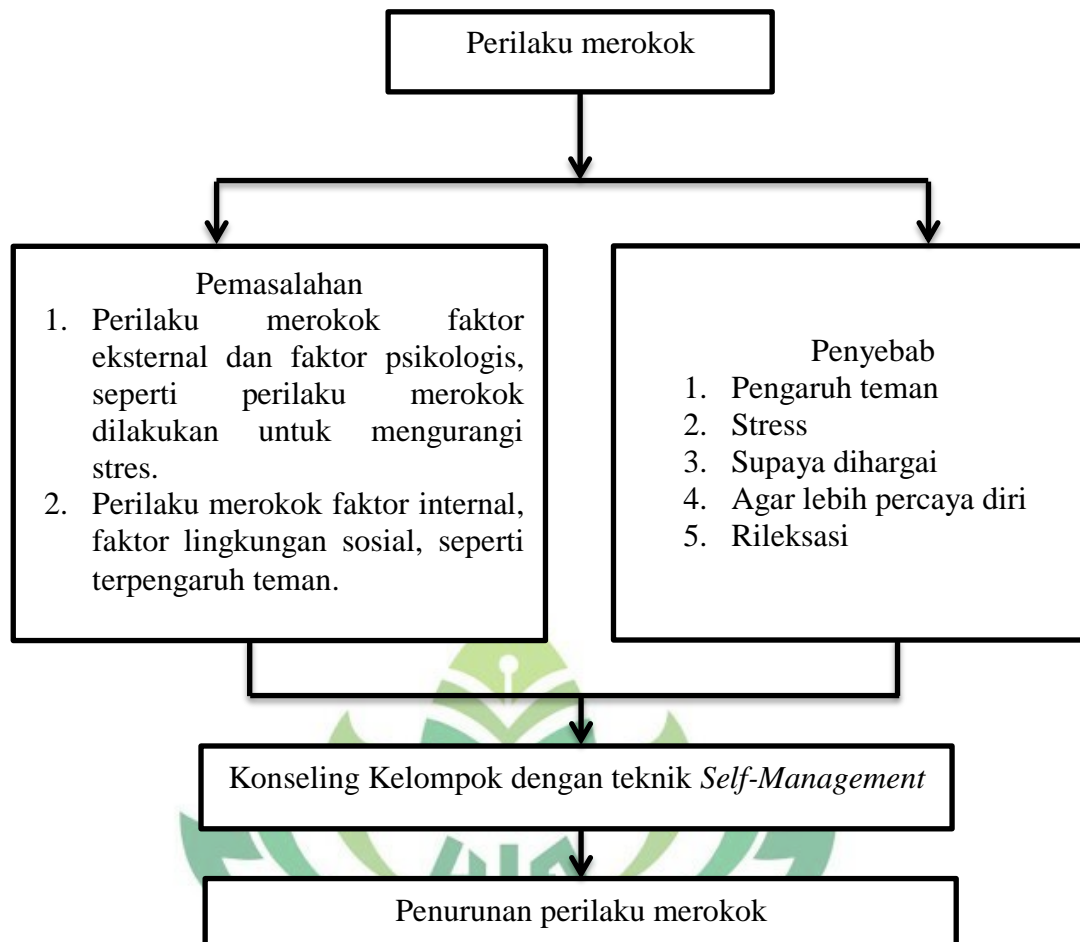 Perilaku merokok
Pemasalahan
1. Perilaku merokok faktor
eksternal dan faktor psikologis,
seperti perilaku merokok
dilakukan untuk mengurangi
stres.
2. Perilaku merokok faktor internal,
faktor lingkungan sosial, seperti
terpengaruh teman.
Penyebab
1. Pengaruh teman
2. Stress
3. Supaya dihargai
4. Agar lebih percaya diri
5. Rileksasi
Konseling Kelompok dengan teknik Self-Management
Penurunan perilaku merokok